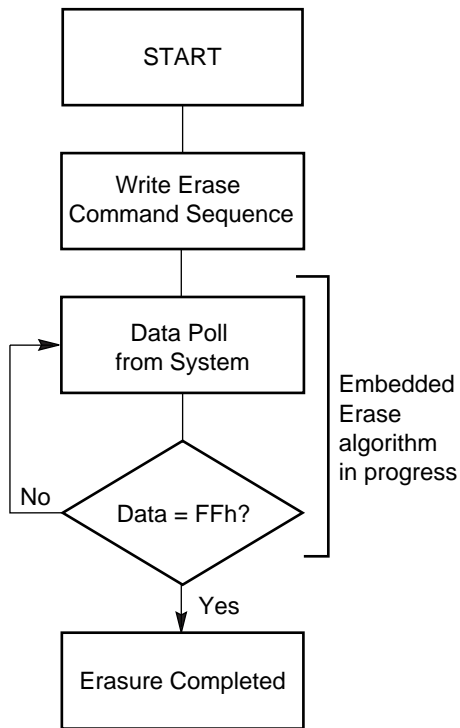 START
Write Erase
Command Sequence
Data Poll
from System
Embedded
Erase
algorithm
in progress
No
Data = FFh?
Yes
Erasure Completed